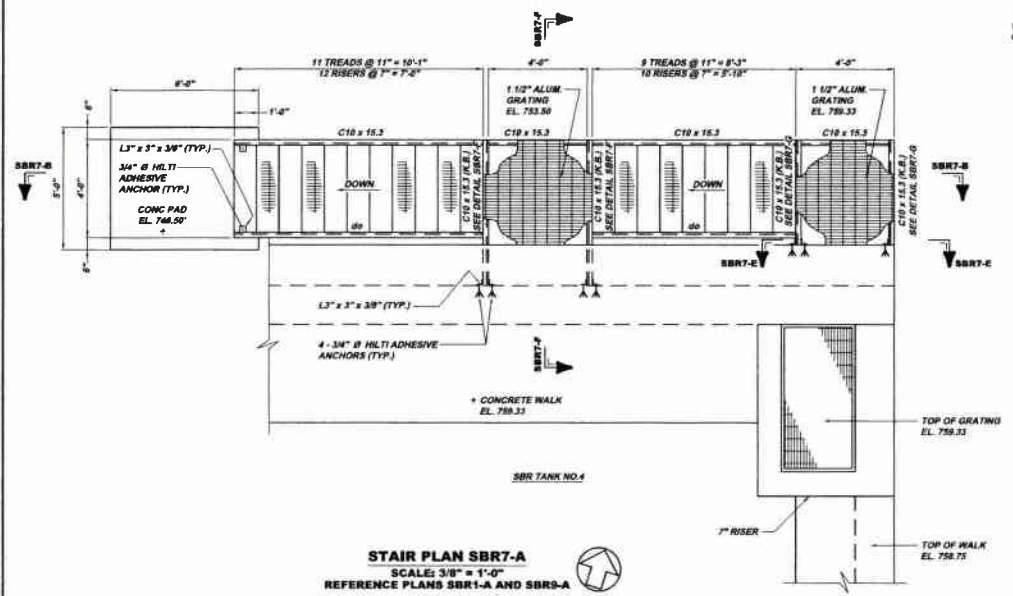 SBR7-F
11 TREADS @ 11" = 10'-1"
12 RISERS @ 7" = 7'-0"
4'-0"
9 TREADS @ 11" = 8'-3"
10 RISERS @ 7" = 5'-10"
4'-0"
6'-0"
1'-0"
1 1/2" ALUM.
GRATING
EL. 753.50
1 1/2" ALUM.
GRATING
EL. 759.33
6"
C10 x 15.3
C10 x 15.3
C10 x 15.3
C10 x 15.3
SBR7-B
5'-0"
4'-0"
6"
L3" x 3" x 3/8" (TYP.)
3/4" Ø HILTI
ADHESIVE
ANCHOR (TYP.)
CONC PAD
EL. 746.50'
+
DOWN
do
C10 x 15.3 (K.B.)
SEE DETAIL SBR7-F
C10 x 15.3 (K.B.)
SEE DETAIL SBR7-F
DOWN
do
C10 x 15.3 (K.B.)
SEE DETAIL SBR7-G
C10 x 15.3 (K.B.)
SEE DETAIL SBR7-G
SBR7-B
SBR7-E
SBR7-E
L3" x 3" x 3/8" (TYP.)
4 - 3/4" Ø HILTI ADHESIVE
ANCHORS (TYP.)
SBR7-F
+ CONCRETE WALK
EL. 759.33
TOP OF GRATING
EL. 759.33
SBR TANK NO.4
7" RISER
TOP OF WALK
EL. 758.75
STAIR PLAN SBR7-A
SCALE: 3/8" = 1'-0"
REFERENCE PLANS SBR1-A AND SBR9-A